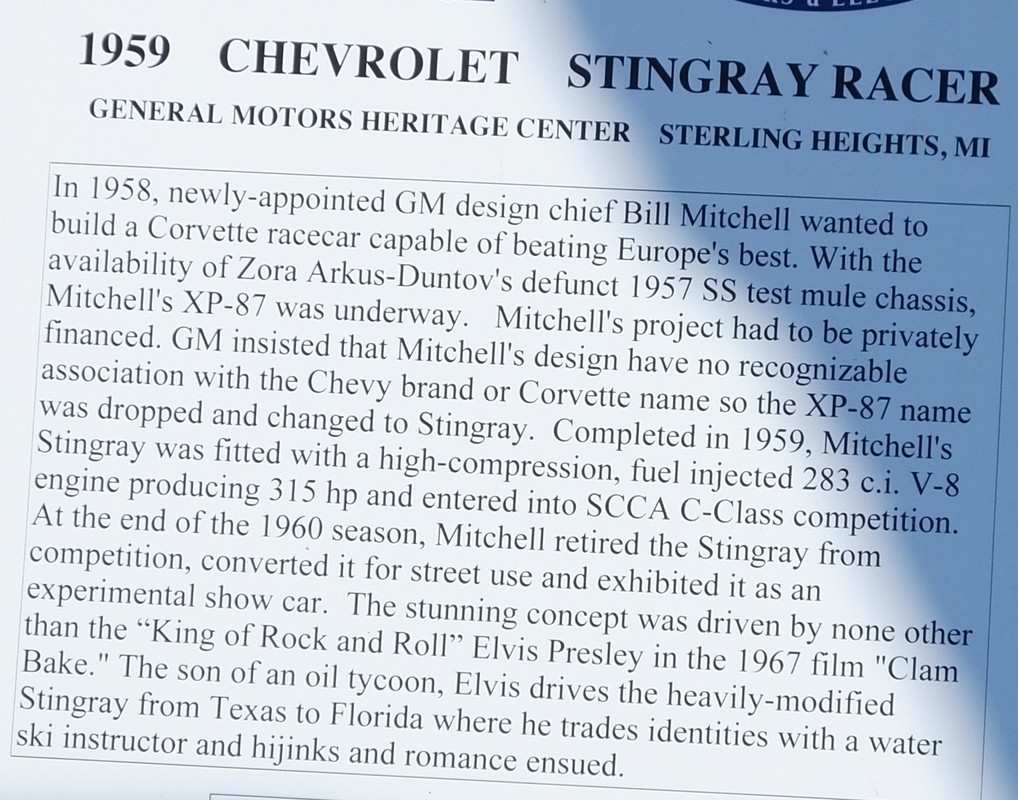 1959 CHEVROLET STINGRAY RACER
GENERAL MOTORS HERITAGE CENTER STERLING HEIGHTS, MI
In 1958, newly-appointed GM design chief Bill Mitchell wanted to
build a Corvette racecar capable of beating Europe's best. With the
availability of Zora Arkus-Duntov's defunct 1957 SS test mule chassis,
Mitchell's XP-87 was underway. Mitchell's project had to be privately
financed. GM insisted that Mitchell's design have no recognizable
association with the Chevy brand or Corvette name so the XP-87 name
was dropped and changed to Stingray. Completed in 1959, Mitchell's
Stingray was fitted with a high-compression, fuel injected 283 c.i. V-8
engine producing 315 hp and entered into SCCA C-Class competition.
At the end of the 1960 season, Mitchell retired the Stingray from
competition, converted it for street use and exhibited it as an
experimental show car. The stunning concept was driven by none other
than the “King of Rock and Roll” Elvis Presley in the 1967 film "Clam
Bake." The son of an oil tycoon, Elvis drives the heavily-modified
Stingray from Texas to Florida where he trades identities with a water
ski instructor and hijinks and romance ensued.